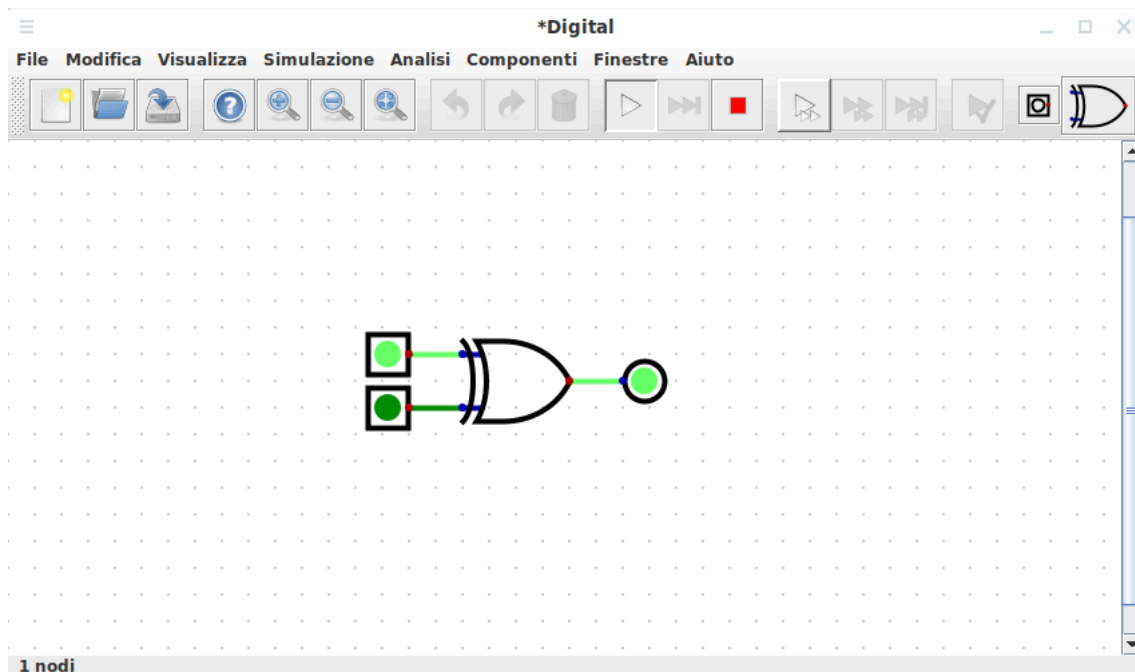 *Digital
File Modifica Visualizza Simulazione Analisi Componenti Finestre Aiuto
1 nodi